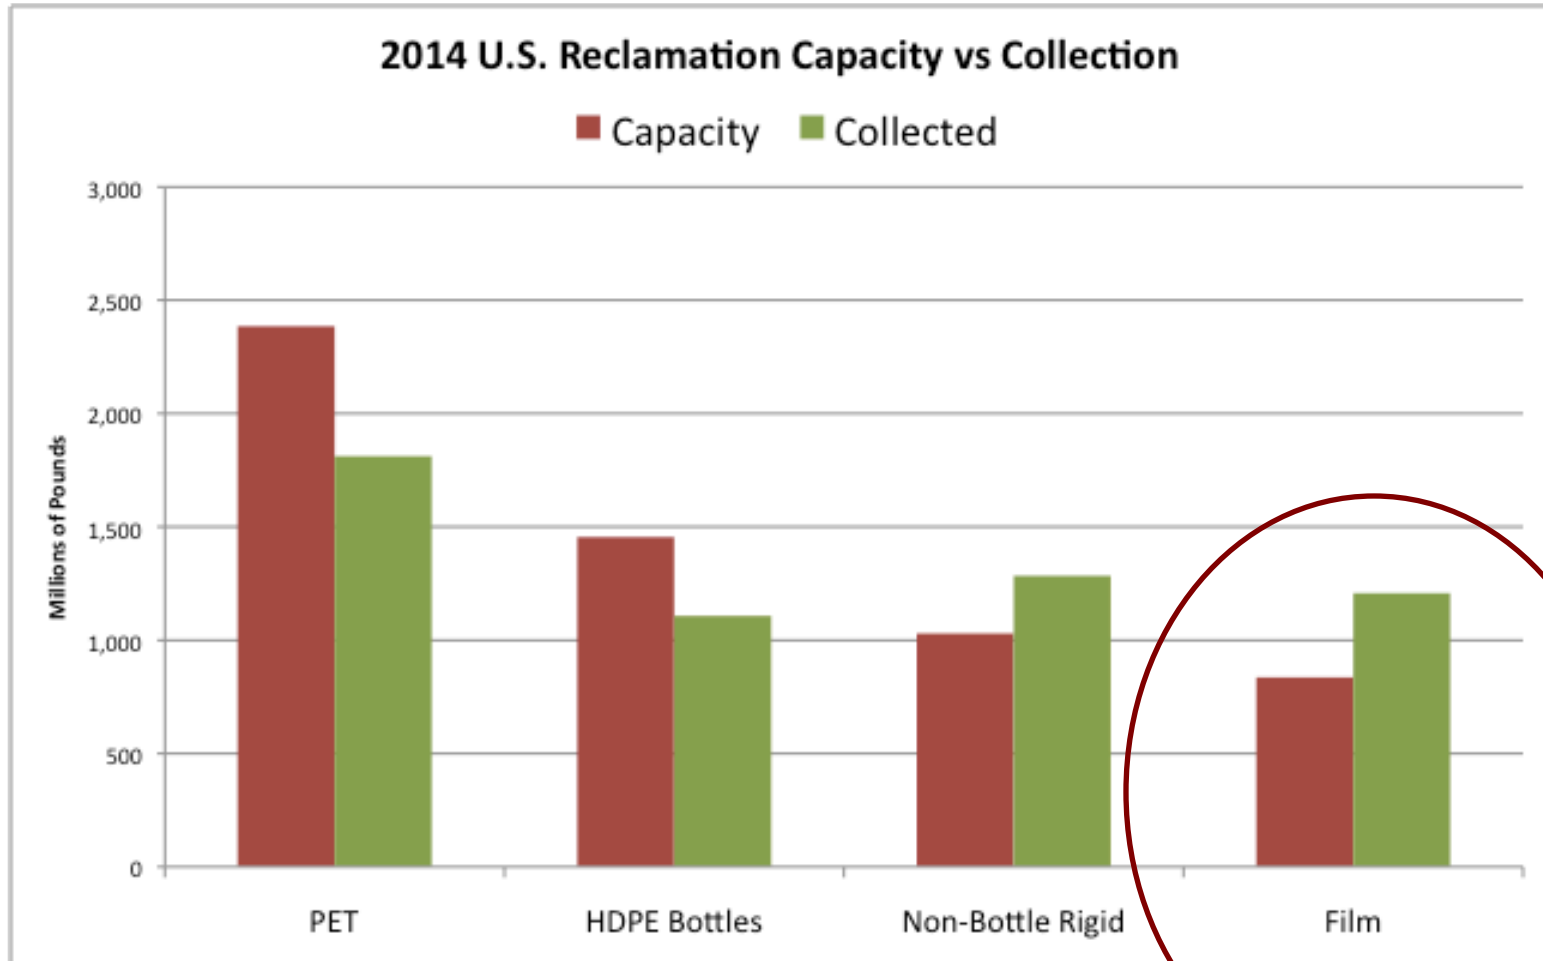 2014 U.S. Reclamation Capacity vs Collection
Capacity Collected
3,000
2,500
2,000
1,500
1,000
500
0
Millions of Pounds
PET HDPE Bottles Non-Bottle Rigid Film